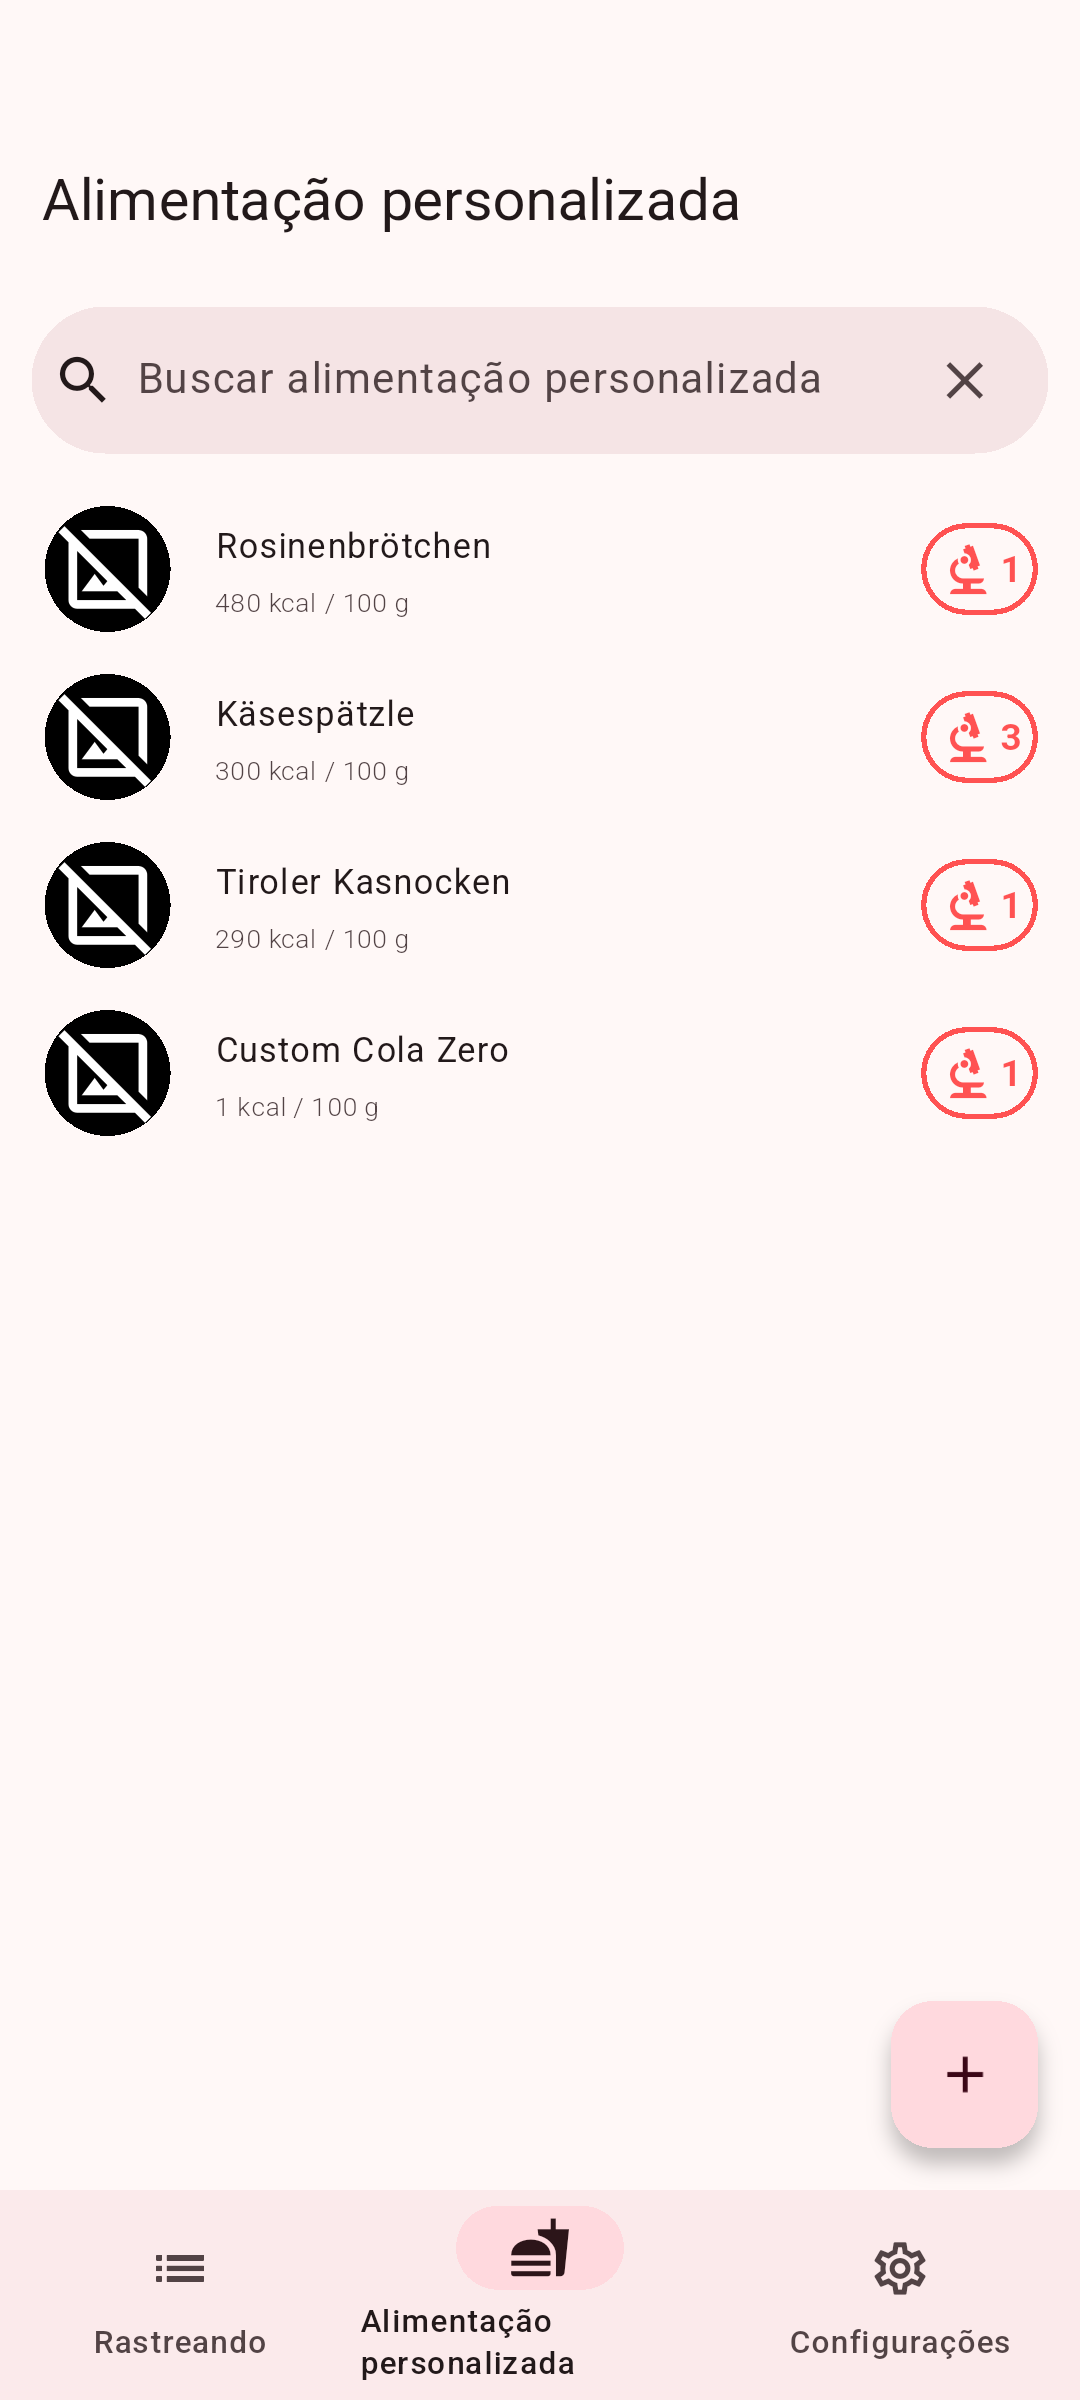 Alimentação personalizada
Buscar alimentação personalizada
Rosinenbrötchen
480 kcal / 100 g
1
Käsespätzle
300 kcal / 100 g
3
Tiroler Kasnocken
290 kcal / 100 g
1
Custom Cola Zero
1 kcal / 100 g
1
Rastreando
Alimentação
personalizada
Configurações